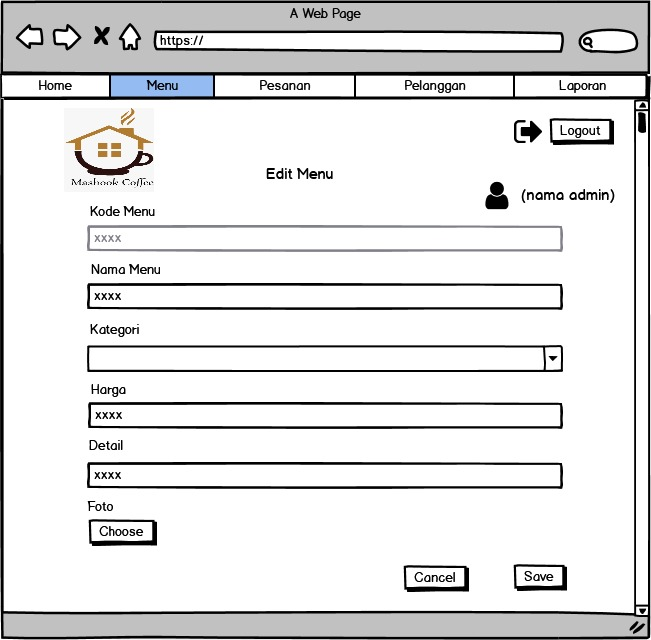 A Web Page
https://
Home Menu Pesanan Pelanggan Laporan
Logout
Mashook Coffee
Edit Menu
(nama admin)
Kode Menu
xxxx
Nama Menu
xxxx
Kategori
Harga
xxxx
Detail
xxxx
Foto
Choose
Cancel Save